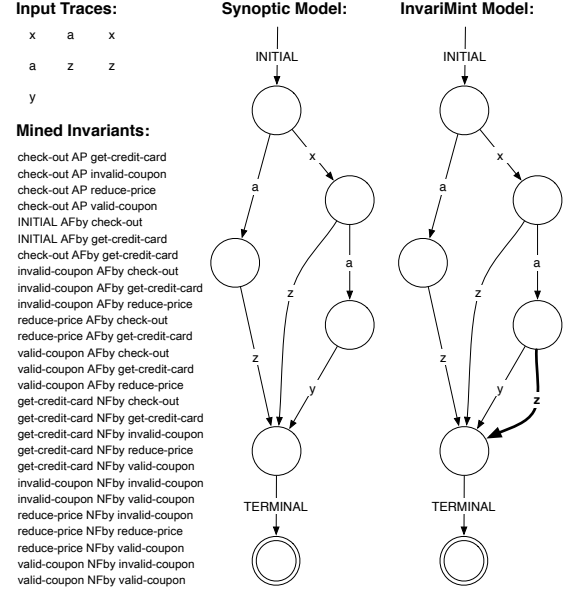 Input Traces:
x a x
a z z
y
Mined Invariants:
check-out AP get-credit-card
check-out AP invalid-coupon
check-out AP reduce-price
check-out AP valid-coupon
INITIAL AFby check-out
INITIAL AFby get-credit-card
check-out AFby get-credit-card
invalid-coupon AFby check-out
invalid-coupon AFby get-credit-card
invalid-coupon AFby reduce-price
reduce-price AFby check-out
reduce-price AFby get-credit-card
valid-coupon AFby check-out
valid-coupon AFby get-credit-card
valid-coupon AFby reduce-price
get-credit-card NFby check-out
get-credit-card NFby get-credit-card
get-credit-card NFby invalid-coupon
get-credit-card NFby reduce-price
get-credit-card NFby valid-coupon
invalid-coupon NFby invalid-coupon
invalid-coupon NFby valid-coupon
reduce-price NFby invalid-coupon
reduce-price NFby reduce-price
reduce-price NFby valid-coupon
valid-coupon NFby invalid-coupon
valid-coupon NFby valid-coupon
Synoptic Model:
INITIAL
x
a
a
z
z
y
TERMINAL
InvariMint Model:
INITIAL
x
a
a
z
z
y
z
TERMINAL